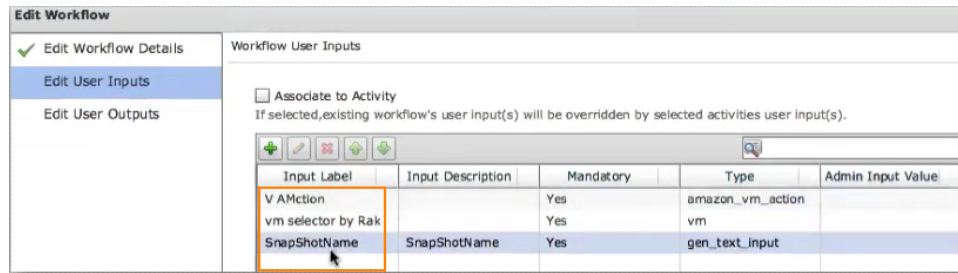 Edit Workflow
Edit Workflow Details
Edit User Inputs
Edit User Outputs
Workflow User Inputs
Associate to Activity
If selected,existing workflow's user input(s) will be overridden by selected activities user input(s).
Input Label Input Description Mandatory Type Admin Input Value
V AMction Yes amazon_vm_action
vm selector by Rak Yes vm
SnapShotName SnapShotName Yes gen_text_input